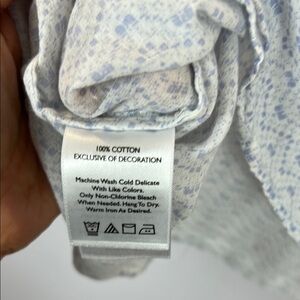 100% COTTON
EXCLUSIVE OF DECORATION
Machine Wash Cold Delicate
With Like Colors.
Only Non-Chlorine Bleach
When Needed. Hang To Dry.
Warm Iron As Desired.